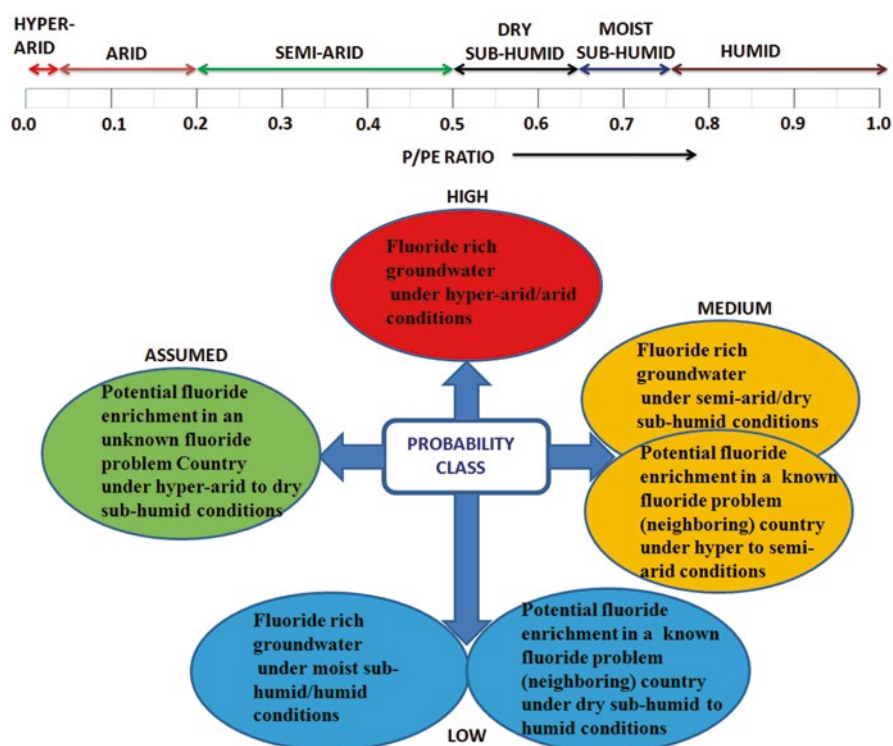 HYPER-
ARID
ARID
SEMI-ARID
DRY
SUB-HUMID
MOIST
SUB-HUMID
HUMID
0.0 0.1 0.2 0.3 0.4 0.5 0.6 0.7 0.8 0.9 1.0
P/PE RATIO
HIGH
Fluoride rich
groundwater
under hyper-arid/arid
conditions
MEDIUM
Fluoride rich
groundwater
under semi-arid/dry
sub-humid conditions
Potential fluoride
enrichment in a known
fluoride problem
(neighboring) country
under hyper to semi-
arid conditions
ASSUMED
Potential fluoride
enrichment in an
unknown fluoride
problem Country
under hyper-arid to dry
sub-humid conditions
PROBABILITY
CLASS
Fluoride rich
groundwater
under moist sub-
humid/humid
conditions
Potential fluoride
enrichment in a known
fluoride problem
(neighboring) country
under dry sub-humid to
humid conditions
LOW